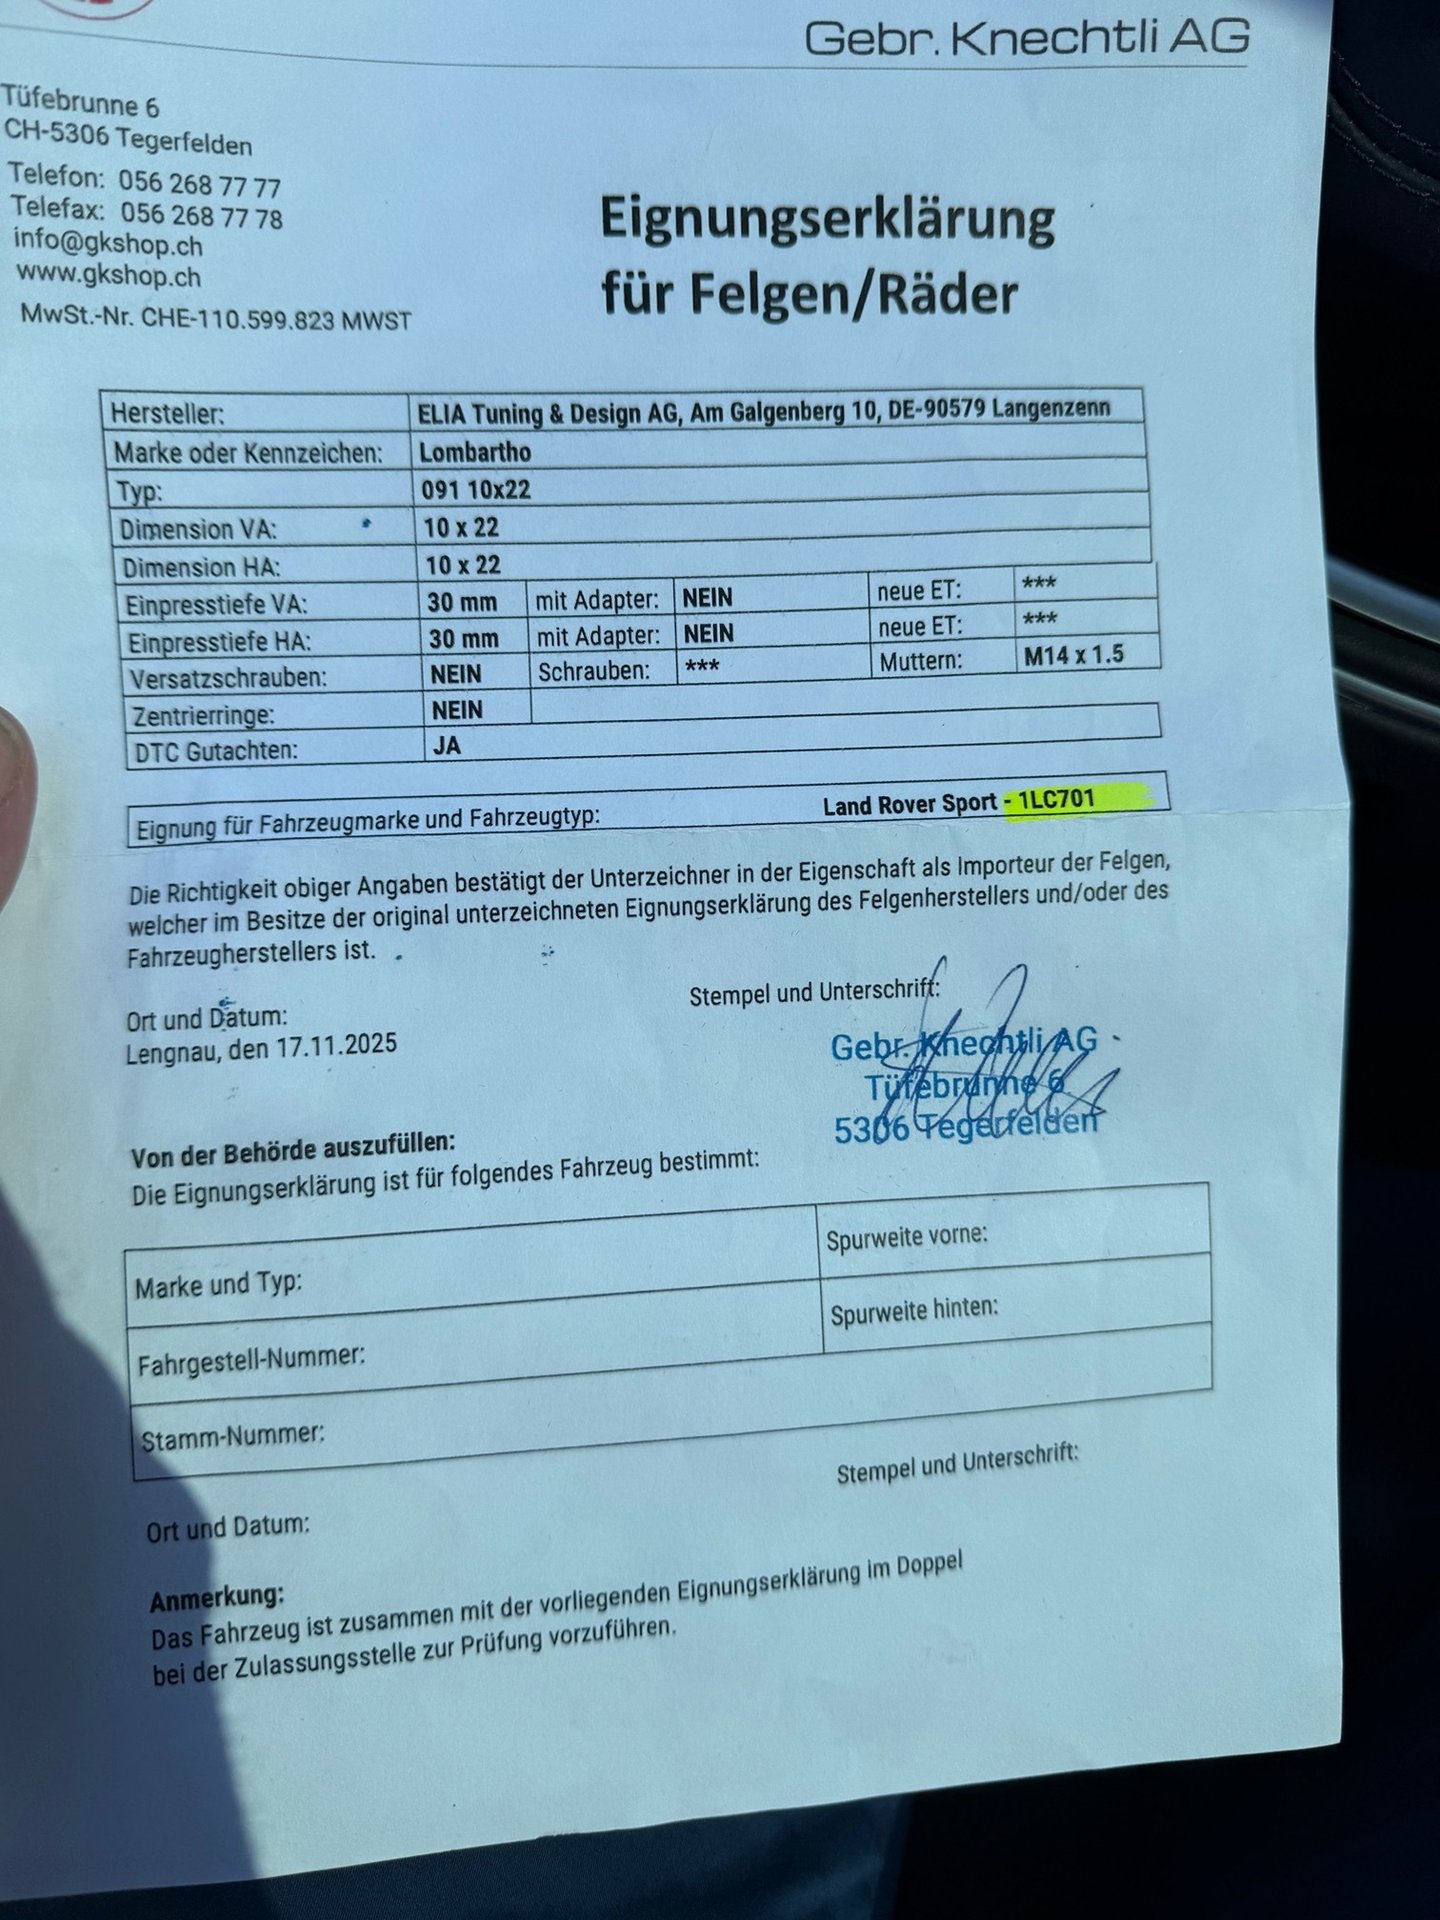 Gebr. Knechtli AG
Tüfebrunne 6
CH-5306 Tegerfelden
Telefon: 056 268 77 77
Telefax: 056 268 77 78
info@gkshop.ch
www.gkshop.ch
MwSt.-Nr. CHE-110.599.823 MWST
Eignungserklärung
für Felgen/Räder
Hersteller: ELIA Tuning & Design AG, Am Galgenberg 10, DE-90579 Langenzenn
Marke oder Kennzeichen: Lombartho
Typ: 091 10x22
Dimension VA: 10 x 22
Dimension HA: 10 x 22
Einpresstiefe VA: 30 mm mit Adapter: NEIN neue ET: ***
Einpresstiefe HA: 30 mm mit Adapter: NEIN neue ET: ***
Versatzschrauben: NEIN Schrauben: *** Muttern: M14 x 1.5
Zentrierringe: NEIN
DTC Gutachten: JA
Eignung für Fahrzeugmarke und Fahrzeugtyp: Land Rover Sport - 1LC701
Die Richtigkeit obiger Angaben bestätigt der Unterzeichner in der Eigenschaft als Importeur der Felgen,
welcher im Besitze der original unterzeichneten Eignungserklärung des Felgenherstellers und/oder des
Fahrzeugherstellers ist.
Ort und Datum:
Lengnau, den 17.11.2025
Stempel und Unterschrift:
Gebr. Knechtli AG
Tüfebrunne 6
5306 Tegerfelden
Von der Behörde auszufüllen:
Die Eignungserklärung ist für folgendes Fahrzeug bestimmt:
Marke und Typ:
Spurweite vorne:
Fahrgestell-Nummer:
Spurweite hinten:
Stamm-Nummer:
Ort und Datum:
Stempel und Unterschrift:
Anmerkung:
Das Fahrzeug ist zusammen mit der vorliegenden Eignungserklärung im Doppel
bei der Zulassungsstelle zur Prüfung vorzuführen.